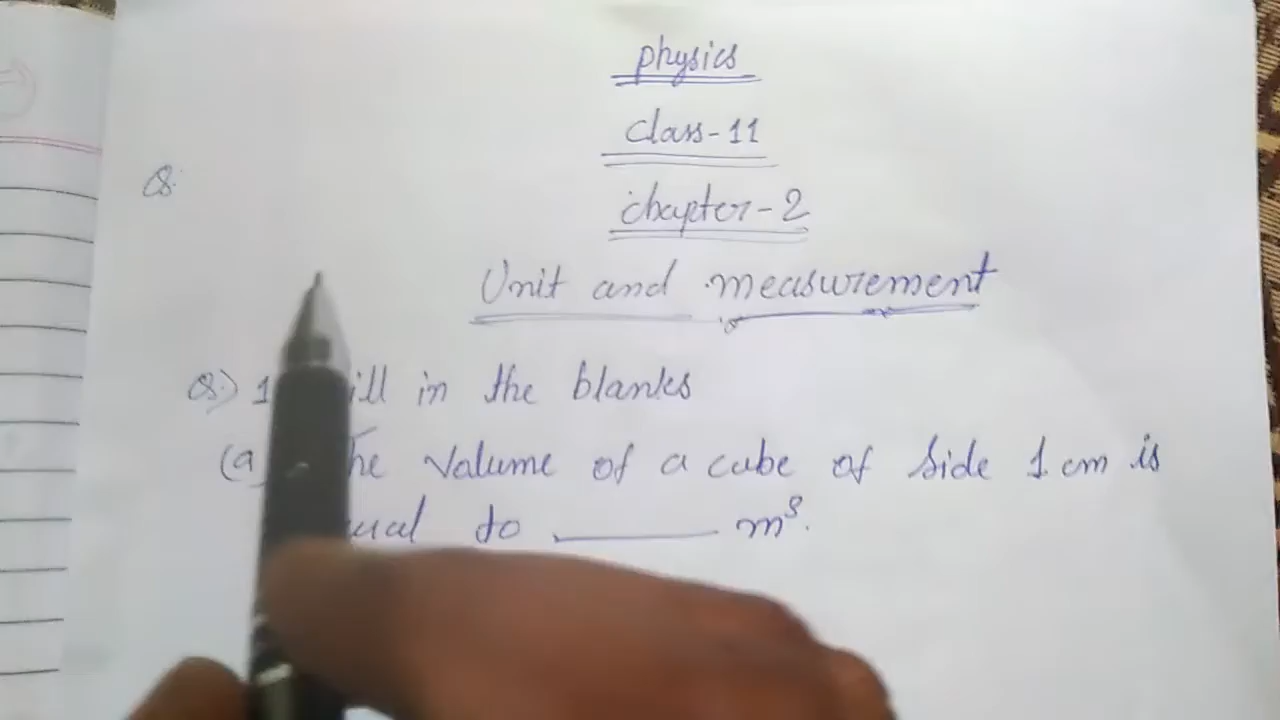 physics
Class-11
Chapter-2
Q.
Unit and measurement
Q.) 1 ill in the blanks
(a he Volume of a cube of Side 1 cm is
ual to ______ m³.